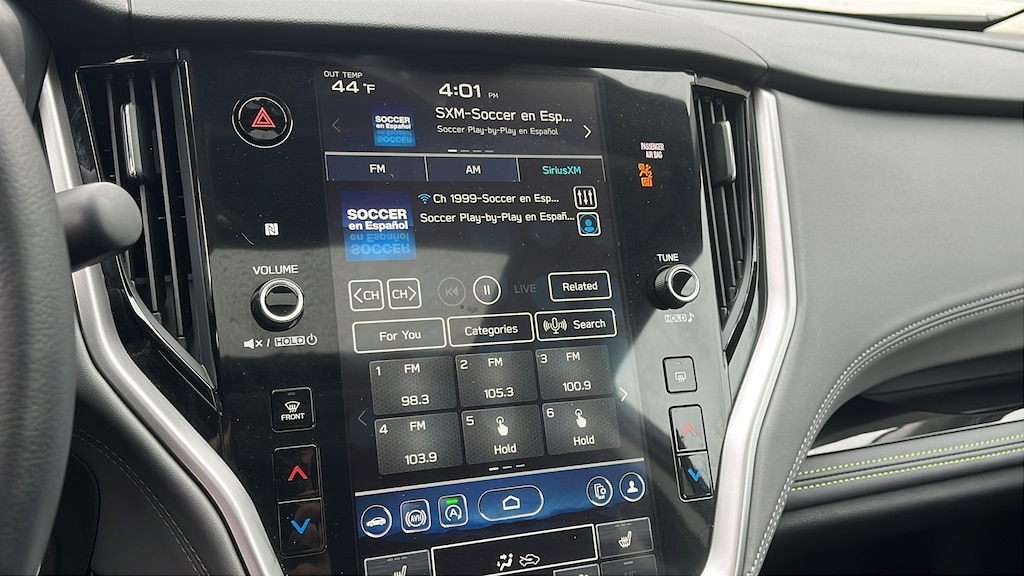 OUT TEMP
44°F
4:01 PM
SOCCER
en Español
SXM-Soccer en Esp...
Soccer Play-by-Play en Español
PASSENGER
AIR BAG
OFF
FM
AM
SiriusXM
SOCCER
en Español
Ch 1999-Soccer en Esp...
Soccer Play-by-Play en Españ...
N
VOLUME
TUNE
< CH
CH >
LIVE
Related
HOLD
/ HOLD
For You
Categories
Search
1 FM
98.3
2 FM
105.3
3 FM
100.9
4 FM
103.9
5
Hold
6
Hold
FRONT
AVH
A